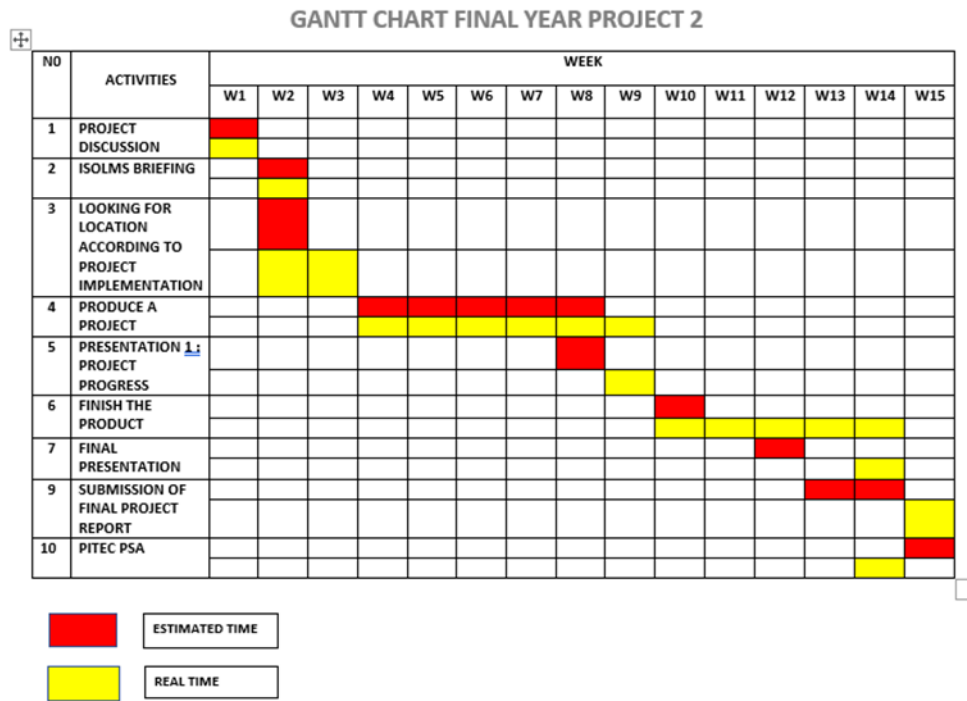 GANTT CHART FINAL YEAR PROJECT 2
N0
ACTIVITIES
WEEK
W1 W2 W3 W4 W5 W6 W7 W8 W9 W10 W11 W12 W13 W14 W15
1 PROJECT
DISCUSSION
2 ISOLMS BRIEFING
3 LOOKING FOR
LOCATION
ACCORDING TO
PROJECT
IMPLEMENTATION
4 PRODUCE A
PROJECT
5 PRESENTATION 1 :
PROJECT
PROGRESS
6 FINISH THE
PRODUCT
7 FINAL
PRESENTATION
9 SUBMISSION OF
FINAL PROJECT
REPORT
10 PITEC PSA
ESTIMATED TIME
REAL TIME